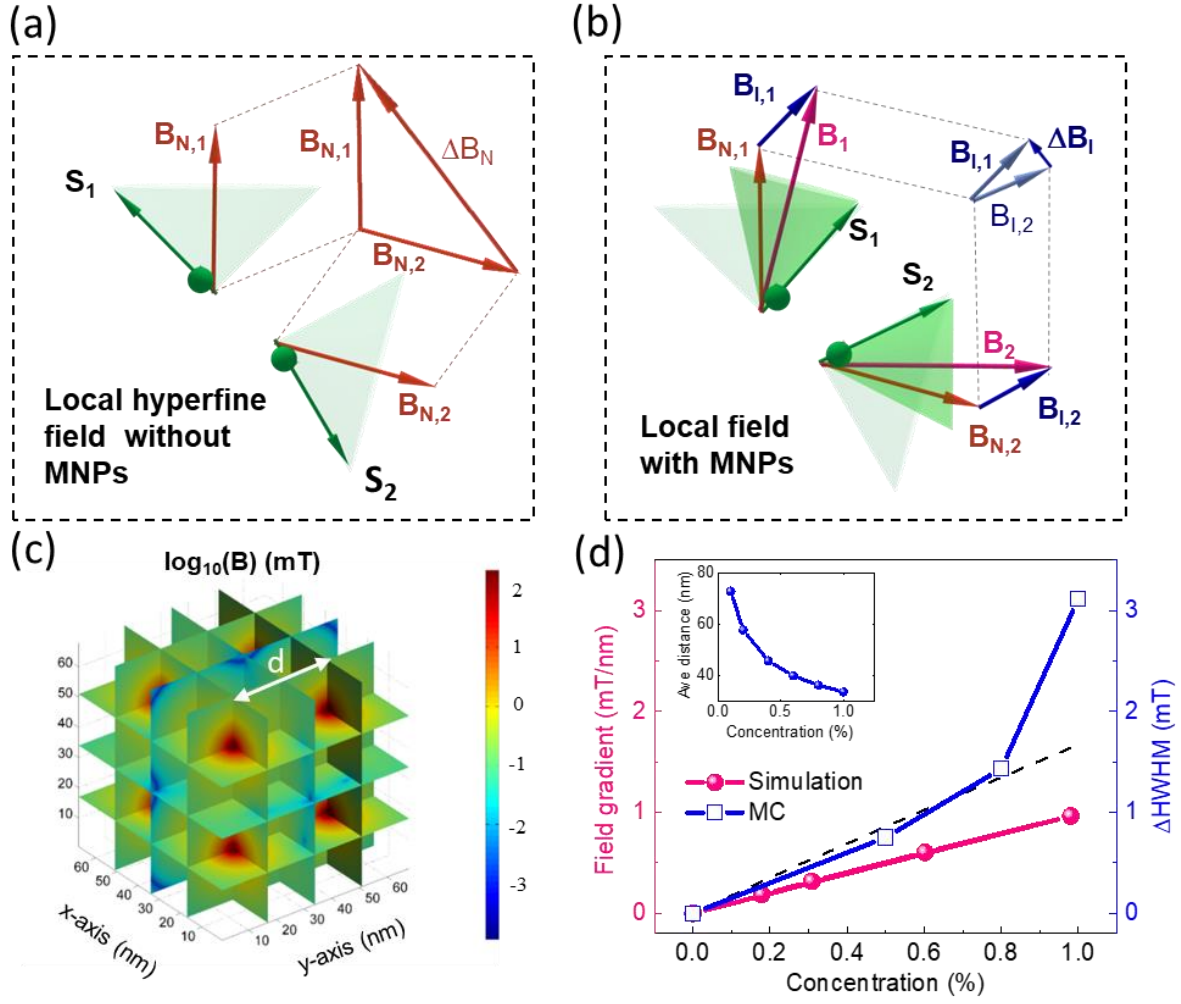 (a)
B_N,1
B_N,1
ΔB_N
S_1
B_N,2
B_N,2
Local hyperfine
field without
MNPs
S_2
(b)
B_I,1
B_1
B_N,1
S_1
B_I,1
ΔB_I
B_I,2
S_2
B_2
B_N,2
B_I,2
Local field
with MNPs
(c)
log_10(B) (mT)
d
60
50
40
30
20
10
60
50
40
30
20
10
x-axis (nm)
10
20
30
40
50
60
y-axis (nm)
2
1
0
-1
-2
-3
(d)
Field gradient (mT/nm)
3
2
1
0
Ave distance (nm)
80
60
40
0.0
0.5
1.0
Concentration (%)
Simulation
MC
0.0
0.2
0.4
0.6
0.8
1.0
Concentration (%)
3
2
1
0
ΔHWHM (mT)